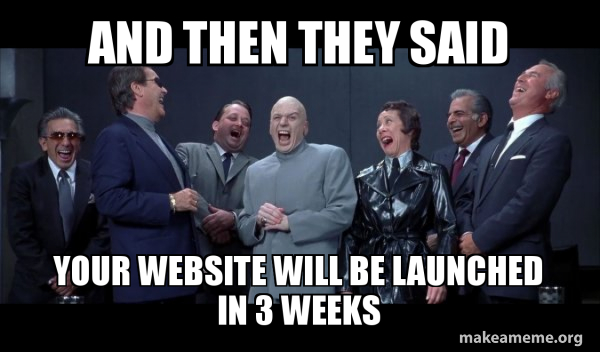 AND THEN THEY SAID
YOUR WEBSITE WILL BE LAUNCHED
IN 3 WEEKS
makeameme.org